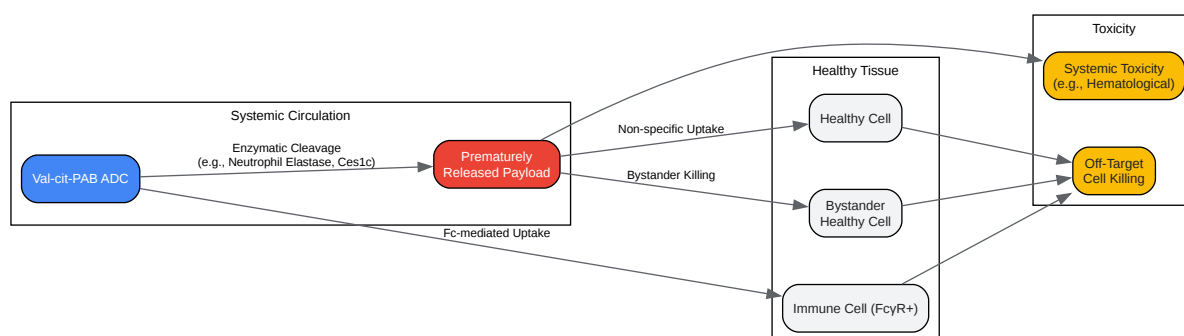 Toxicity
Systemic Toxicity
(e.g., Hematological)
Healthy Tissue
Systemic Circulation
Healthy Cell
Non-specific Uptake
Enzymatic Cleavage
(e.g., Neutrophil Elastase, Ces1c)
Val-cit-PAB ADC
Prematurely
Released Payload
Off-Target
Cell Killing
Bystander Killing
Bystander
Healthy Cell
Fc-mediated Uptake
Immune Cell (FcγR+)